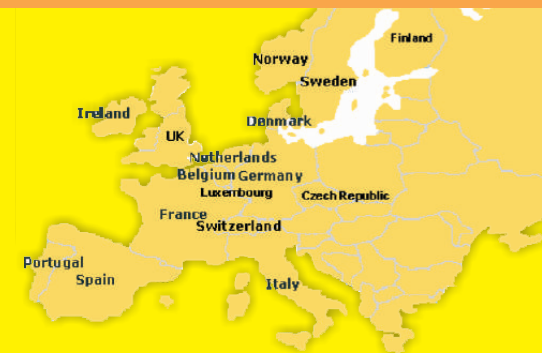 Finland
Norway
Sweden
Ireland
Denmark
UK
Netherlands
Belgium Germany
Luxembourg
Czech Republic
France
Switzerland
Portugal
Spain
Italy